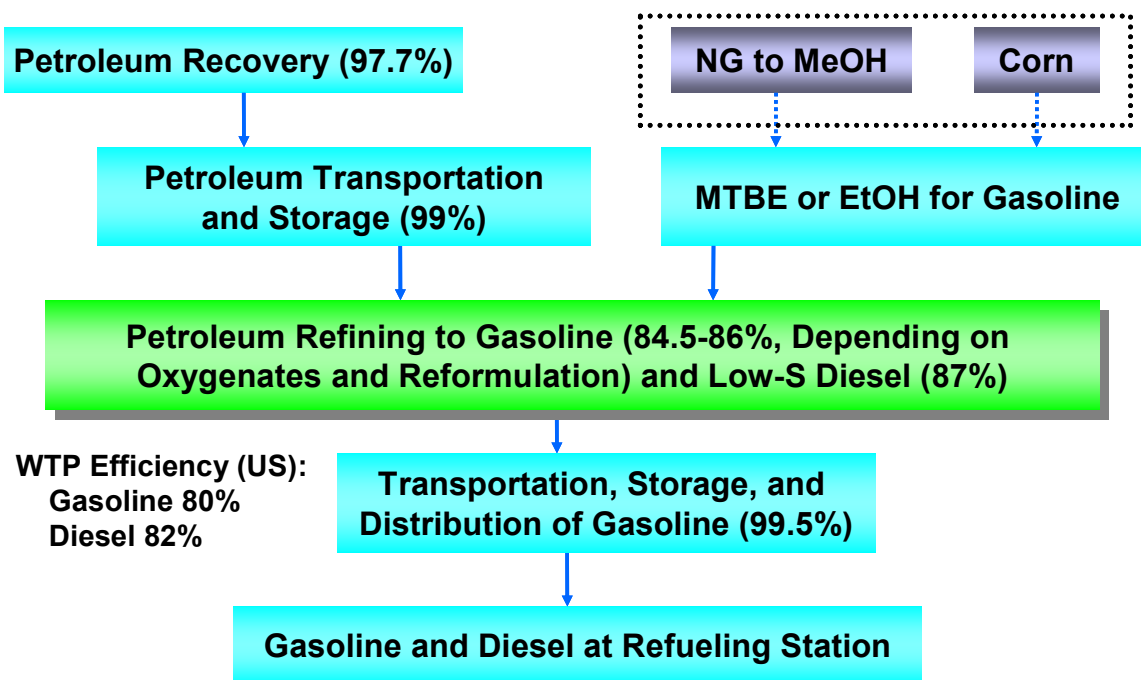 Petroleum Recovery (97.7%)
NG to MeOH
Corn
Petroleum Transportation
and Storage (99%)
MTBE or EtOH for Gasoline
Petroleum Refining to Gasoline (84.5-86%, Depending on
Oxygenates and Reformulation) and Low-S Diesel (87%)
WTP Efficiency (US):
Gasoline 80%
Diesel 82%
Transportation, Storage, and
Distribution of Gasoline (99.5%)
Gasoline and Diesel at Refueling Station